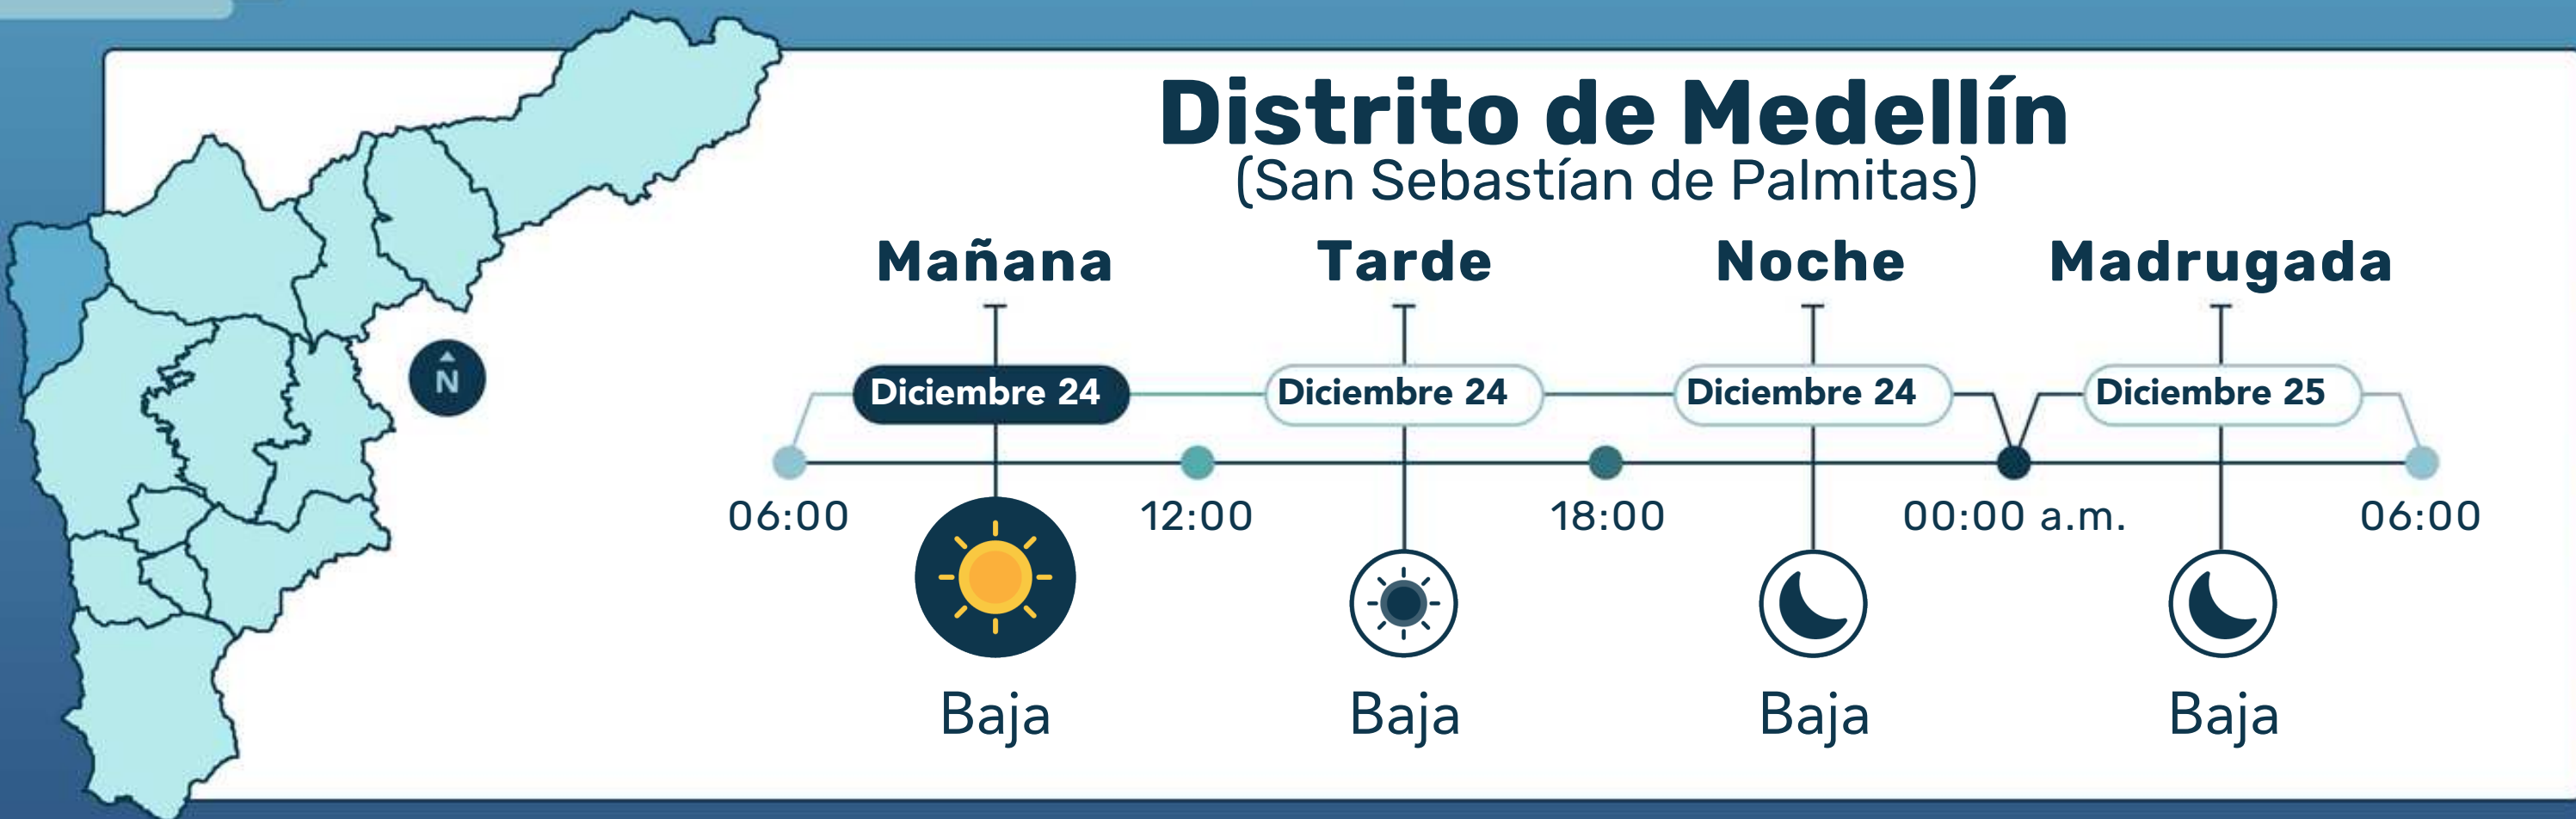 Distrito de Medellín
(San Sebastían de Palmitas)
Mañana Tarde Noche Madrugada
Diciembre 24 Diciembre 24 Diciembre 24 Diciembre 25
N
06:00 12:00 18:00 00:00 a.m. 06:00
Baja Baja Baja Baja